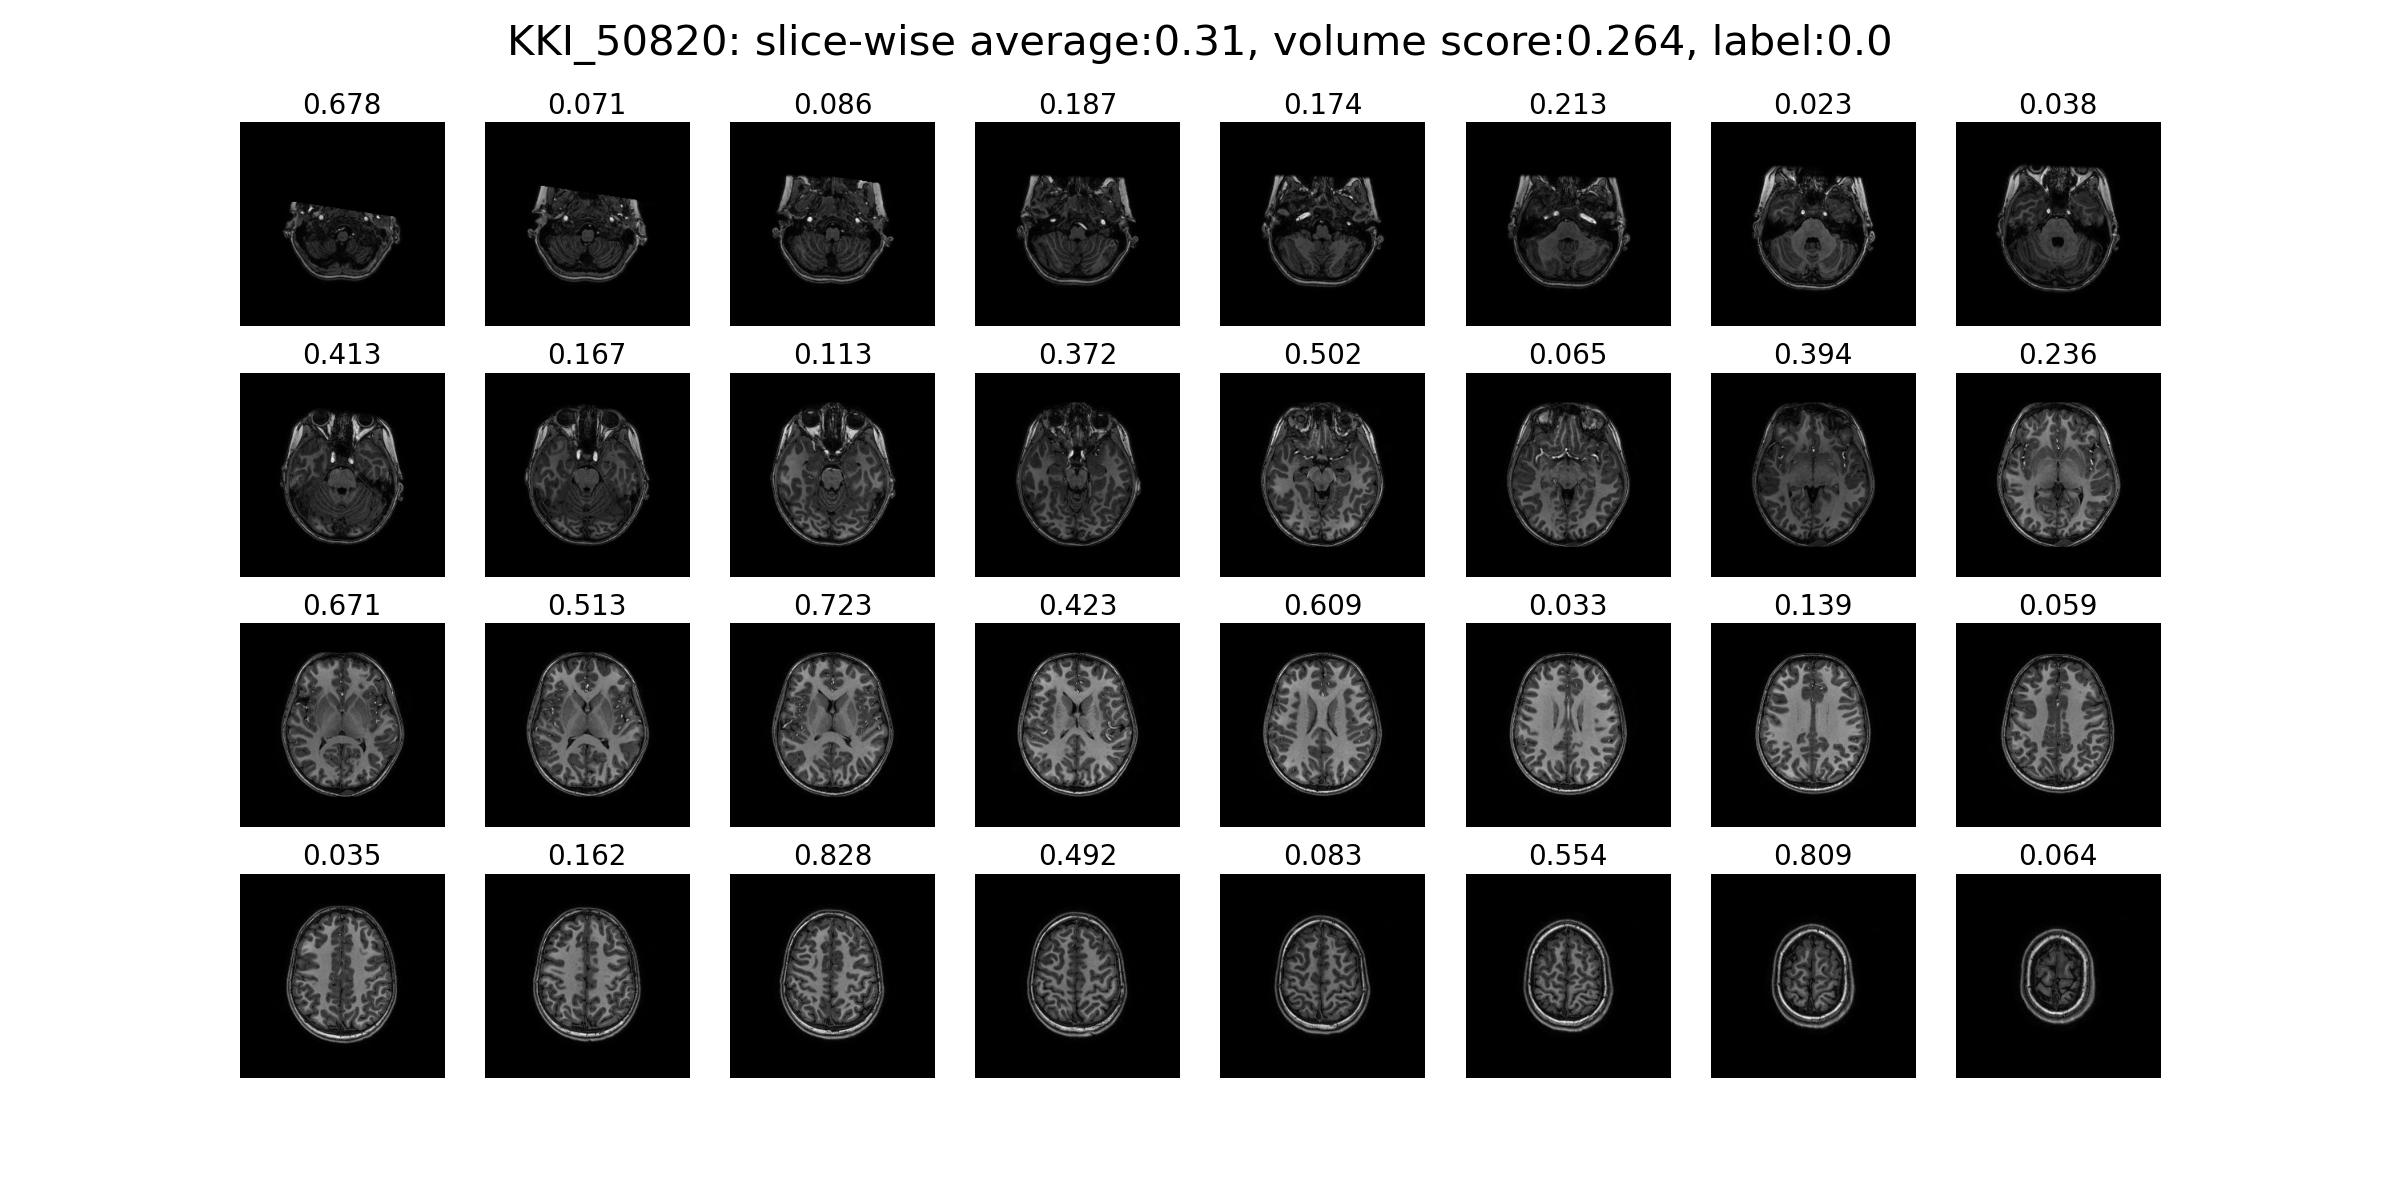 KKI_50820: slice-wise average:0.31, volume score:0.264, label:0.0
0.678 0.071 0.086 0.187 0.174 0.213 0.023 0.038
0.413 0.167 0.113 0.372 0.502 0.065 0.394 0.236
0.671 0.513 0.723 0.423 0.609 0.033 0.139 0.059
0.035 0.162 0.828 0.492 0.083 0.554 0.809 0.064